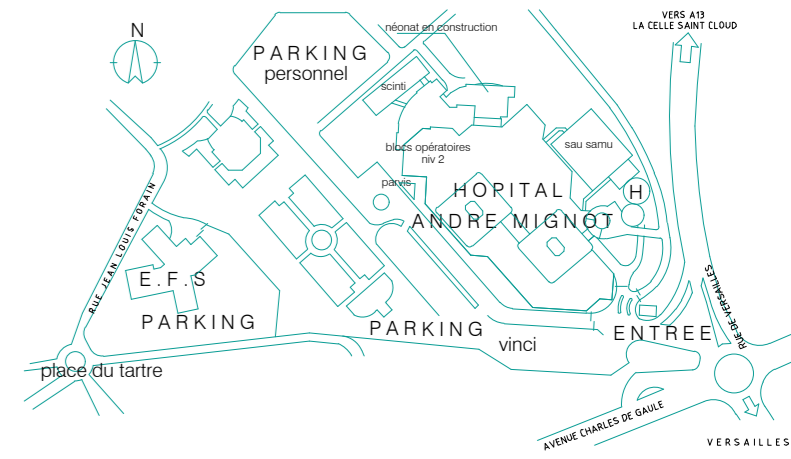 VERS A13
LA CELLE SAINT CLOUD
néonat en construction
N
PARKING
personnel
scinti
blocs opératoires
niv 2
sau samu
parvis
HOPITAL
H
ANDRE MIGNOT
RUE JEAN LOUIS FORAIN
E.F.S
RUE DE VERSAILLES
PARKING
PARKING
vinci
ENTREE
place du tartre
AVENUE CHARLES DE GAULE
VERSAILLES